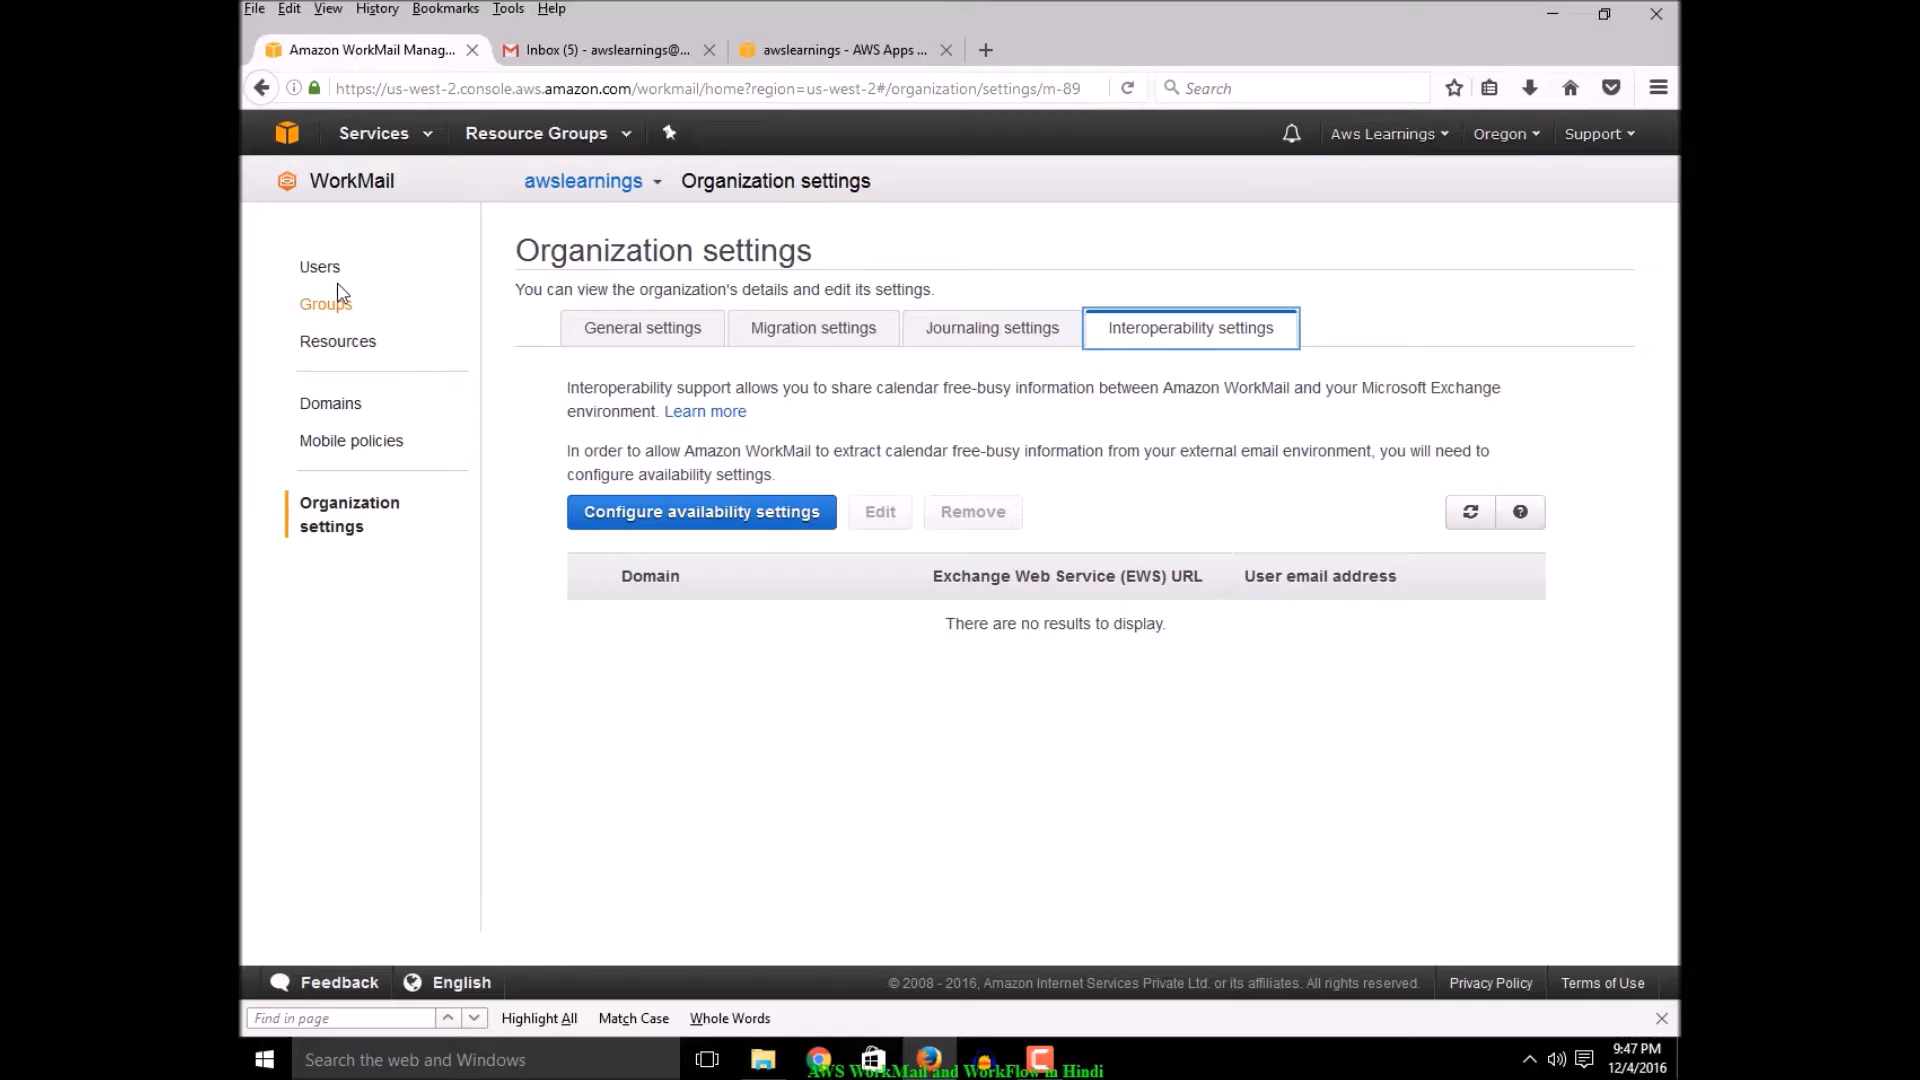 File Edit View History Bookmarks Tools Help
Amazon WorkMail Manag... Inbox (5) - awslearnings@... awslearnings - AWS Apps ...
https://us-west-2.console.aws.amazon.com/workmail/home?region=us-west-2#/organization/settings/m-89 Search
Services Resource Groups Aws Learnings Oregon Support
WorkMail awslearnings Organization settings
Users
Groups
Resources
Domains
Mobile policies
Organization
settings
Organization settings
You can view the organization's details and edit its settings.
General settings Migration settings Journaling settings Interoperability settings
Interoperability support allows you to share calendar free-busy information between Amazon WorkMail and your Microsoft Exchange
environment. Learn more
In order to allow Amazon WorkMail to extract calendar free-busy information from your external email environment, you will need to
configure availability settings.
Configure availability settings Edit Remove
Domain Exchange Web Service (EWS) URL User email address
There are no results to display.
Feedback English © 2008 - 2016, Amazon Internet Services Private Ltd. or its affiliates. All rights reserved. Privacy Policy Terms of Use
Find in page Highlight All Match Case Whole Words
Search the web and Windows
9:47 PM
12/4/2016
AWS WorkMail and WorkFlow in Hindi